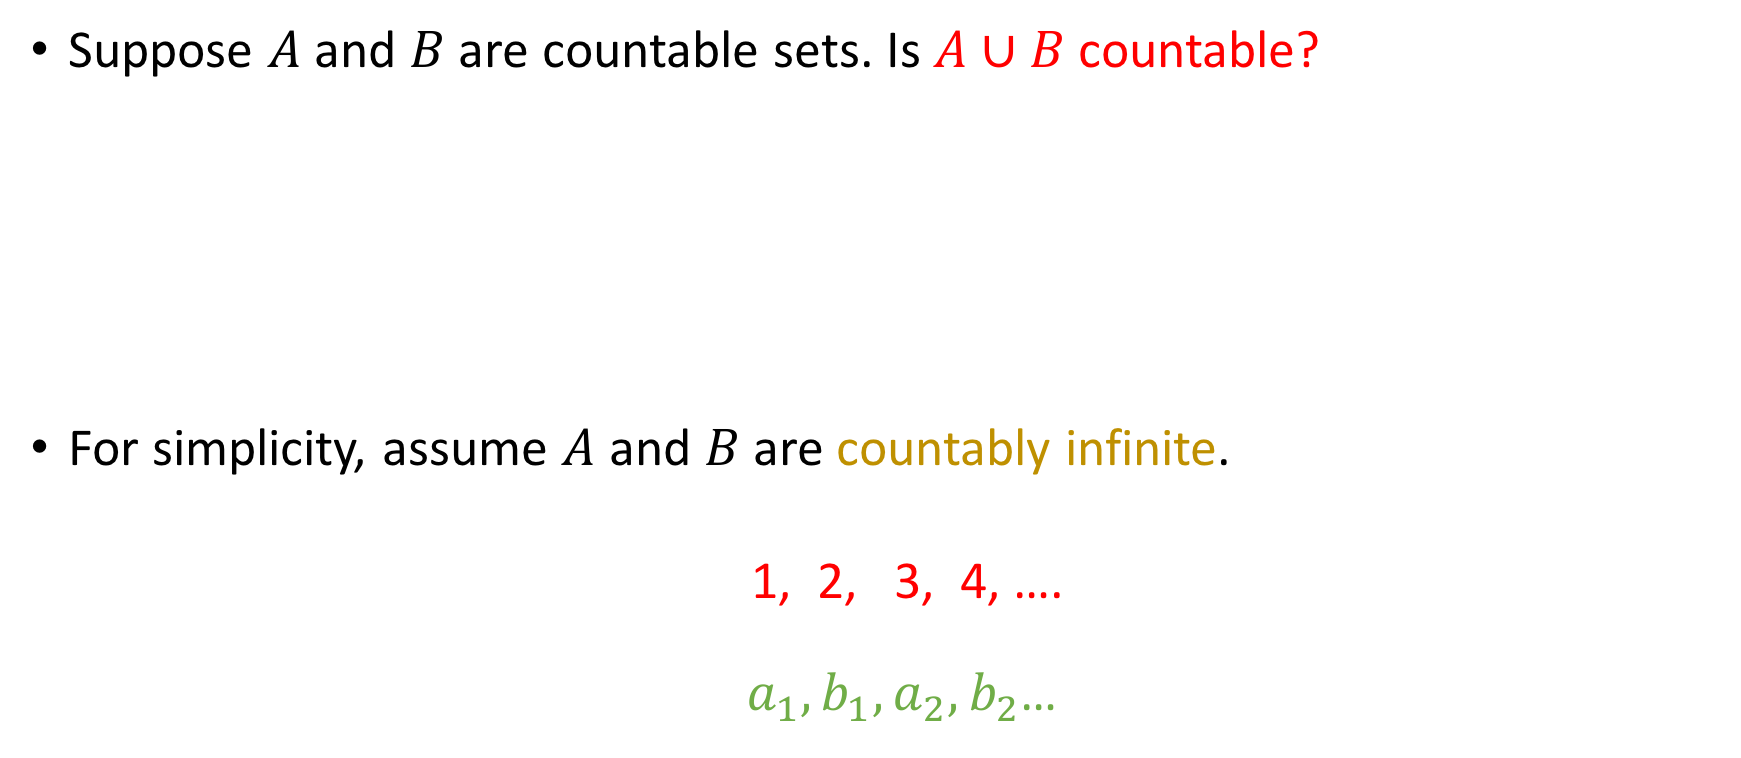 • Suppose A and B are countable sets. Is A ∪ B countable?
• For simplicity, assume A and B are countably infinite.
1, 2, 3, 4, ....
a₁, b₁, a₂, b₂...